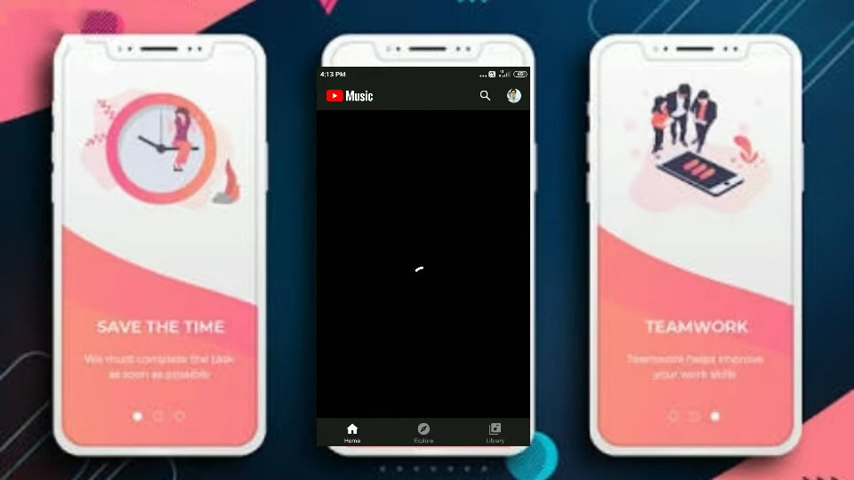 SAVE THE TIME
We must complete the task
as soon as possible
4:13 PM
Music
Home
Explore
Library
TEAMWORK
Teamwork helps improve
your work skills